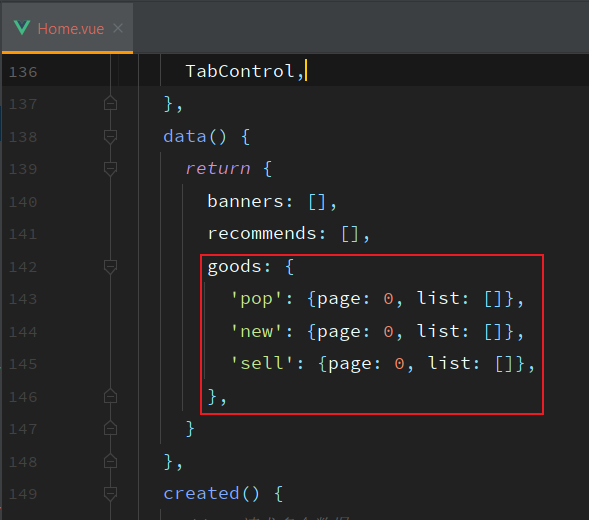 Home.vue
136 TabControl,
137 },
138 data() {
139 return {
140 banners: [],
141 recommends: [],
142 goods: {
143 'pop': {page: 0, list: []},
144 'new': {page: 0, list: []},
145 'sell': {page: 0, list: []},
146 },
147 }
148 },
149 created() {